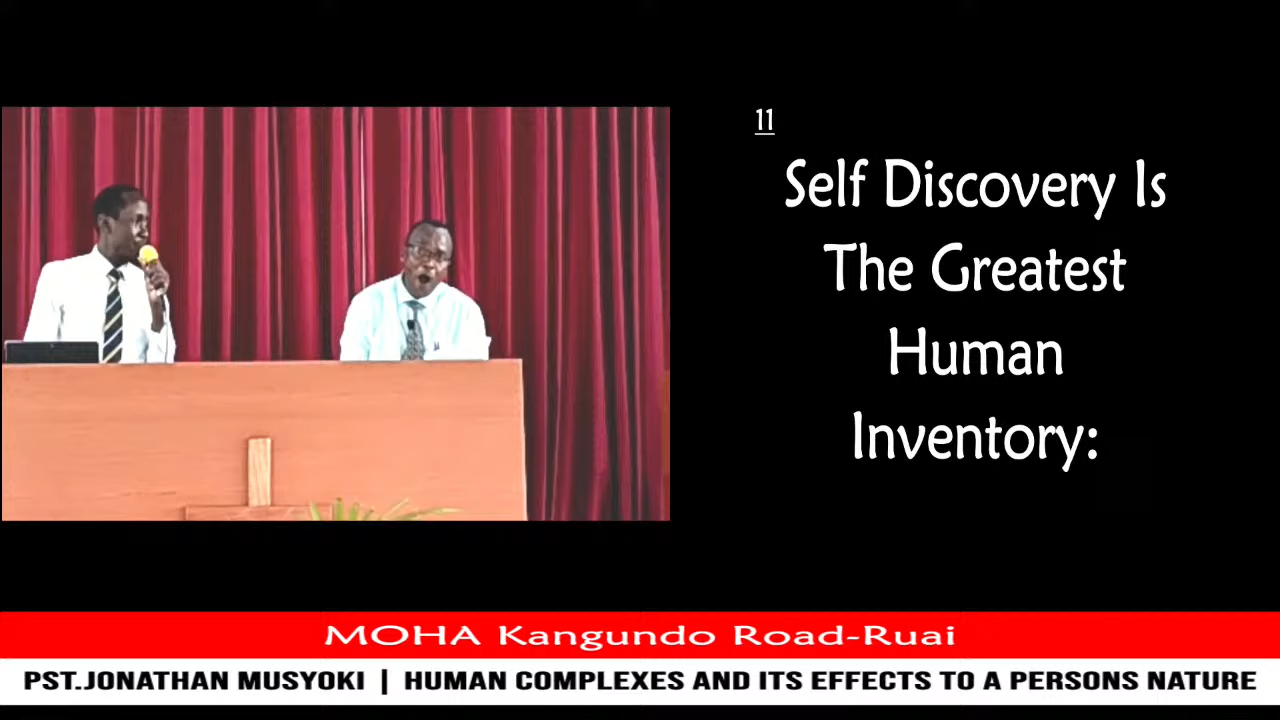 11
Self Discovery Is
The Greatest
Human
Inventory:
MOHA Kangundo Road-Ruai
PST.JONATHAN MUSYOKI | HUMAN COMPLEXES AND ITS EFFECTS TO A PERSONS NATURE